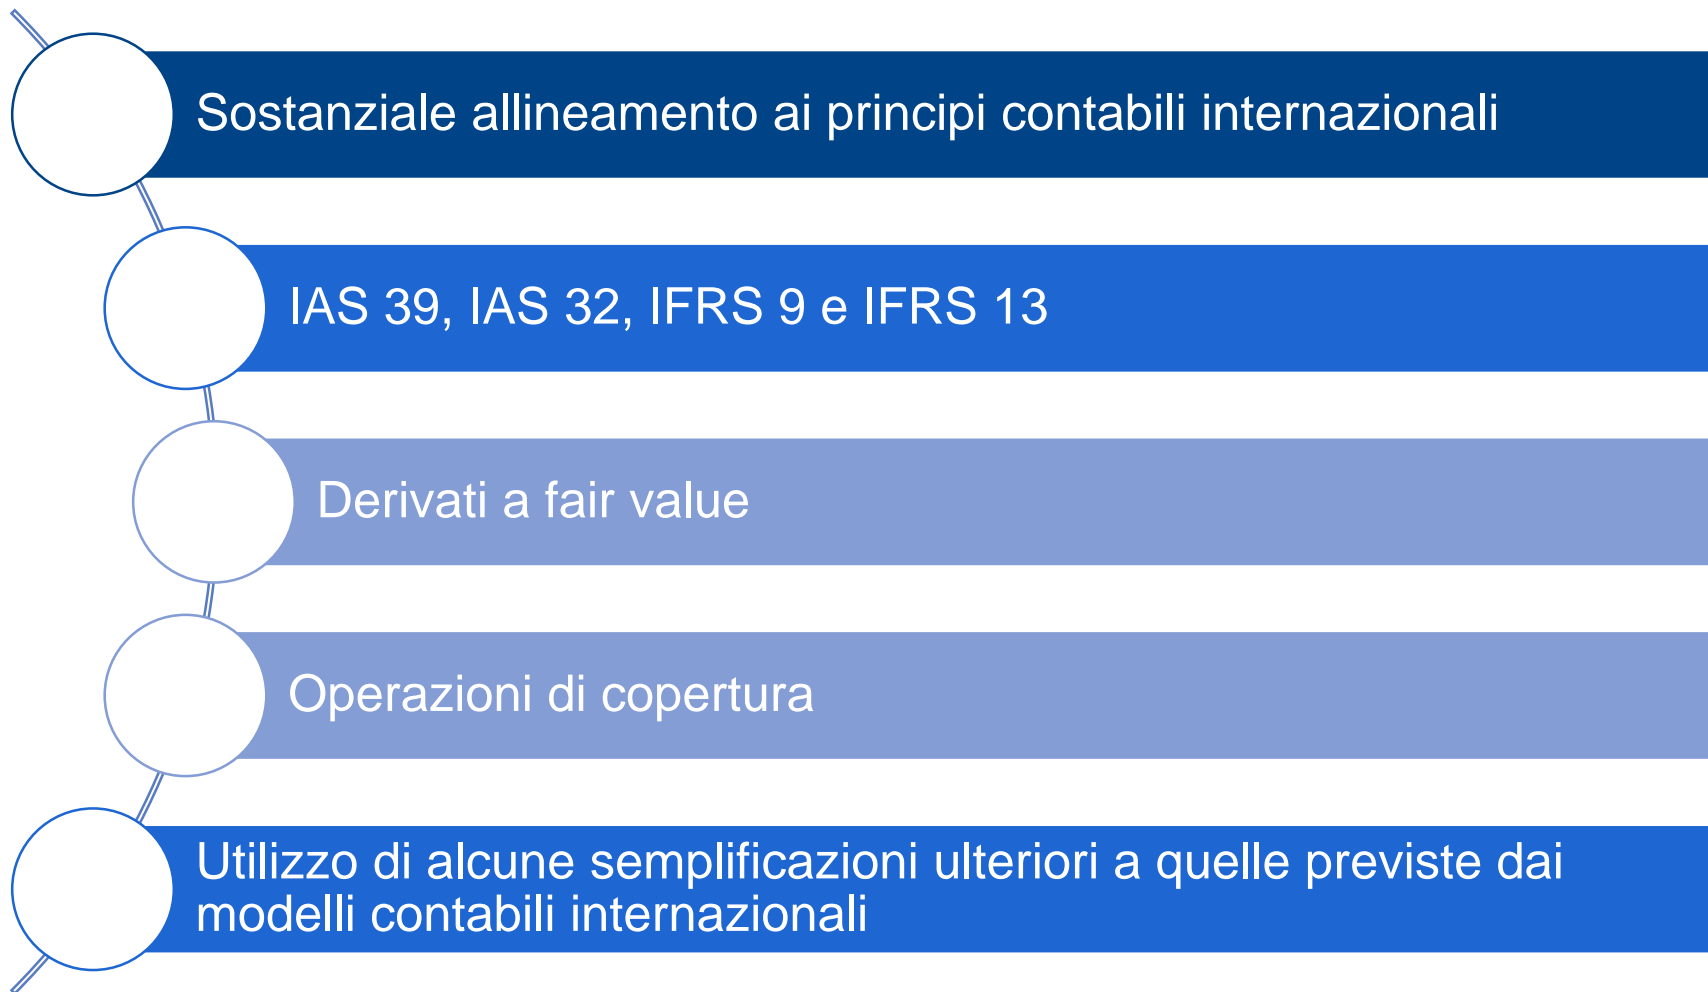 Sostanziale allineamento ai principi contabili internazionali
IAS 39, IAS 32, IFRS 9 e IFRS 13
Derivati a fair value
Operazioni di copertura
Utilizzo di alcune semplificazioni ulteriori a quelle previste dai
modelli contabili internazionali